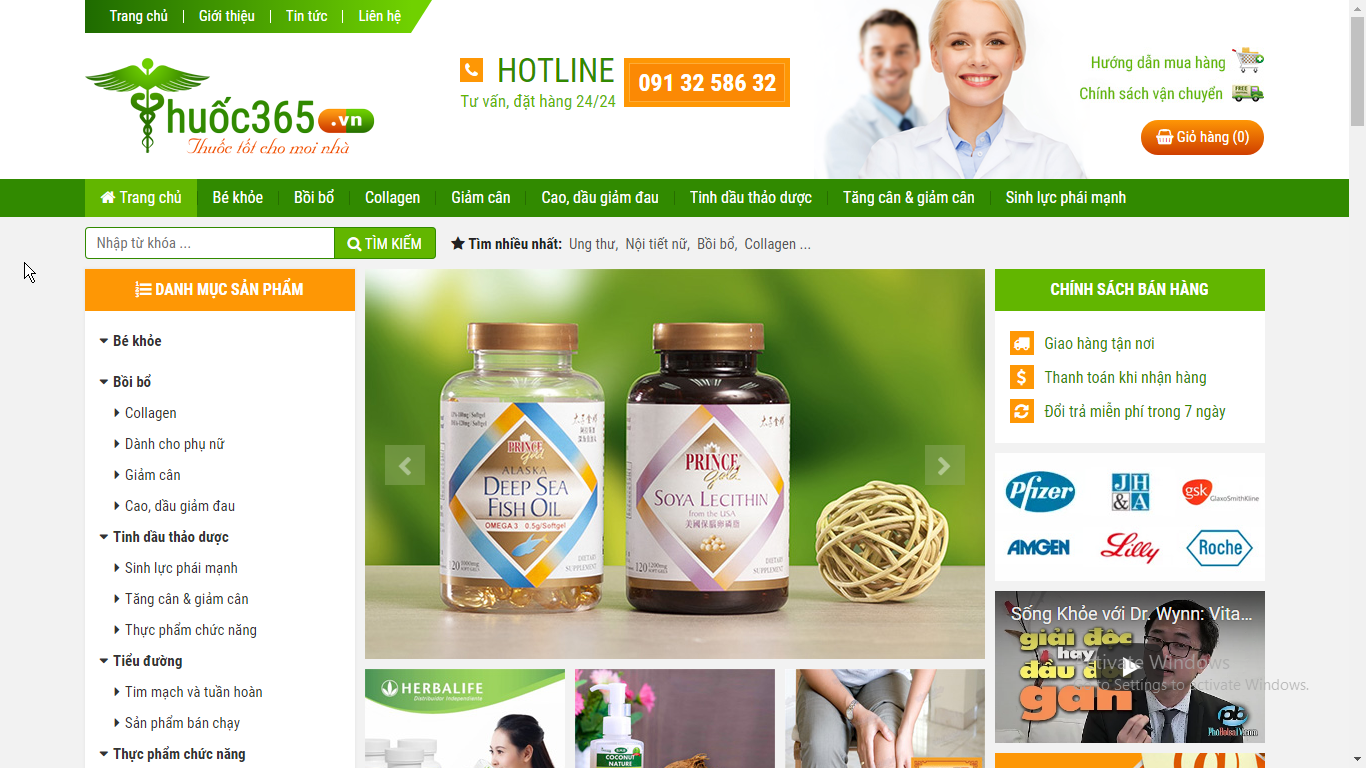 Trang chủ
Giới thiệu
Tin tức
Liên hệ
HOTLINE
091 32 586 32
Tư vấn, đặt hàng 24/24
Hướng dẫn mua hàng
Chính sách vận chuyển
Giỏ hàng (0)
huốc365.vn
Thuốc tốt cho mọi nhà
Trang chủ
Bé khỏe
Bồi bổ
Collagen
Giảm cân
Cao, dầu giảm đau
Tinh dầu thảo dược
Tăng cân & giảm cân
Sinh lực phái mạnh
Nhập từ khóa ...
TÌM KIẾM
Tìm nhiều nhất: Ung thư, Nội tiết nữ, Bồi bổ, Collagen ...
DANH MỤC SẢN PHẨM
Bé khỏe
Bồi bổ
Collagen
Dành cho phụ nữ
Giảm cân
Cao, dầu giảm đau
Tinh dầu thảo dược
Sinh lực phái mạnh
Tăng cân & giảm cân
Thực phẩm chức năng
Tiểu đường
Tim mạch và tuần hoàn
Sản phẩm bán chạy
Thực phẩm chức năng
PRINCE
gold
ALASKA
DEEP SEA
FISH OIL
OMEGA 3 0.5g/Softgel
120
PRINCE
gold
SOYA LECITHIN
from the USA
美國保腦卵磷脂
120
DIETARY
SUPPLEMENT
HERBALIFE
Distributor Independents
COCONUT
NATURE
CHÍNH SÁCH BÁN HÀNG
Giao hàng tận nơi
Thanh toán khi nhận hàng
Đổi trả miễn phí trong 7 ngày
Pfizer
JH
&A
gsk GlaxoSmithKline
AMGEN
Lilly
Roche
Sống Khỏe với Dr. Wynn: Vita...
giải độc
hay
dầu
gan
Activate Windows
to Settings to activate Windows.